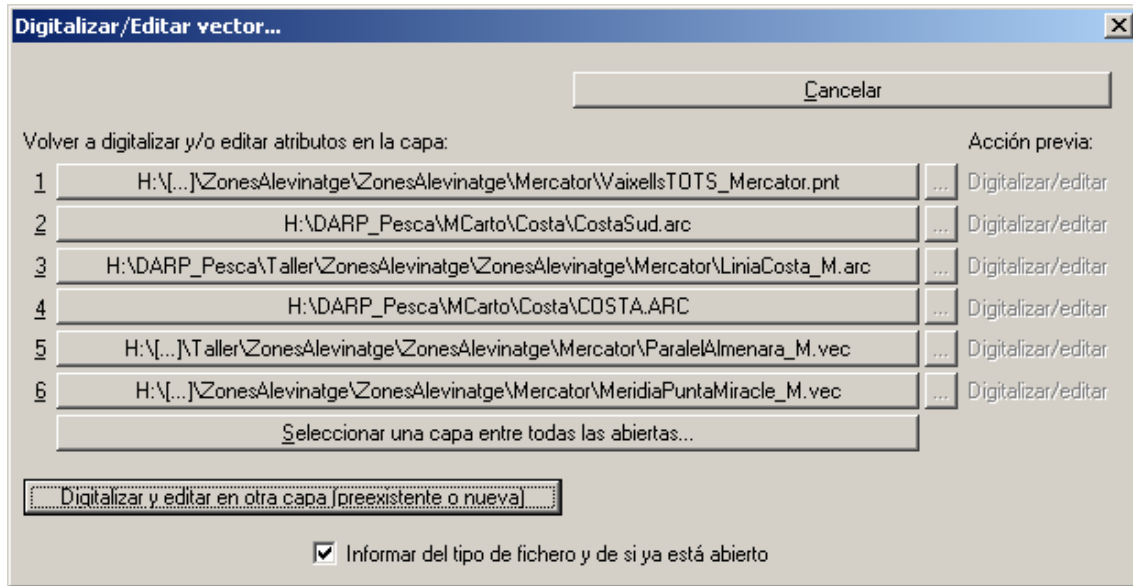 Digitalizar/Editar vector...
Cancelar
Volver a digitalizar y/o editar atributos en la capa: Acción previa:
1 H:\[...]\ZonesAlevinatge\ZonesAlevinatge\Mercator\VaixellsTOTS_Mercator.pnt ... Digitalizar/editar
2 H:\DARP_Pesca\MCarto\Costa\CostaSud.arc ... Digitalizar/editar
3 H:\DARP_Pesca\Taller\ZonesAlevinatge\ZonesAlevinatge\Mercator\LiniaCosta_M.arc ... Digitalizar/editar
4 H:\DARP_Pesca\MCarto\Costa\COSTA.ARC ... Digitalizar/editar
5 H:\[...]\Taller\ZonesAlevinatge\ZonesAlevinatge\Mercator\ParalelAlmenara_M.vec ... Digitalizar/editar
6 H:\[...]\ZonesAlevinatge\ZonesAlevinatge\Mercator\MeridiaPuntaMiracle_M.vec ... Digitalizar/editar
Seleccionar una capa entre todas las abiertas...
Digitalizar y editar en otra capa (preexistente o nueva)
Informar del tipo de fichero y de si ya está abierto